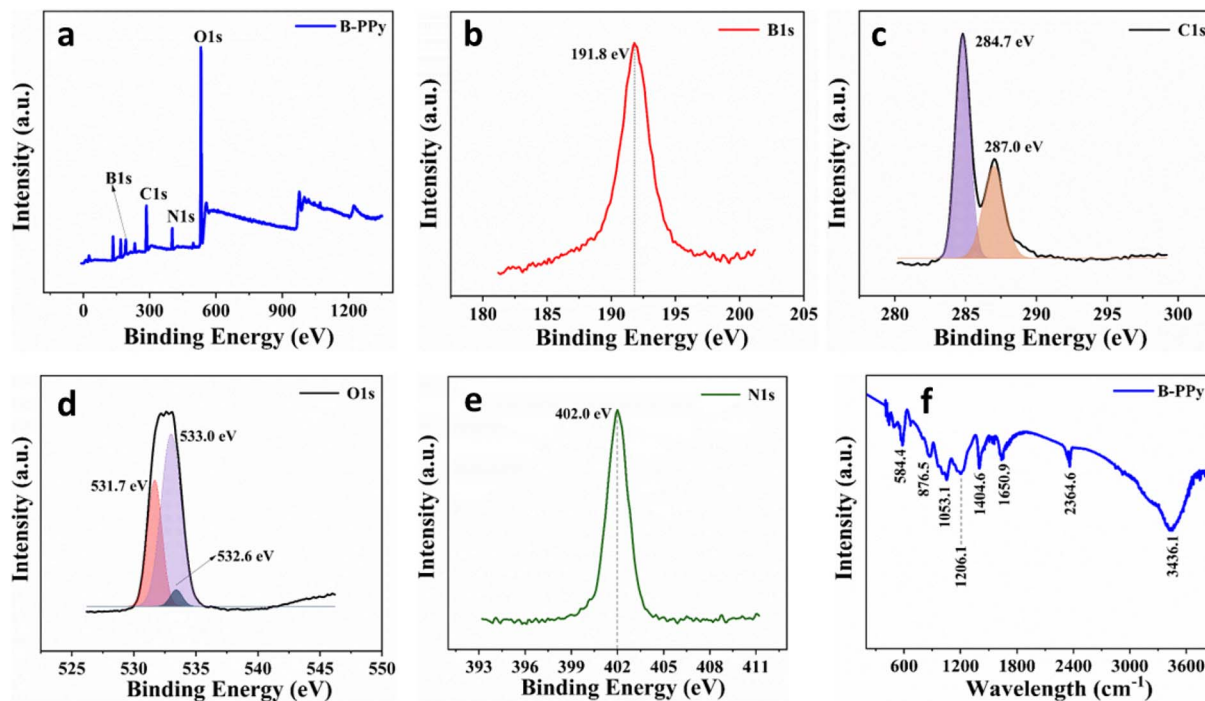 a
B-PPy
O1s
B1s
C1s
N1s
Intensity (a.u.)
0 300 600 900 1200
Binding Energy (eV)
b
B1s
191.8 eV
Intensity (a.u.)
180 185 190 195 200 205
Binding Energy (eV)
c
C1s
284.7 eV
287.0 eV
Intensity (a.u.)
280 285 290 295 300
Binding Energy (eV)
d
O1s
533.0 eV
531.7 eV
532.6 eV
Intensity (a.u.)
525 530 535 540 545 550
Binding Energy (eV)
e
N1s
402.0 eV
Intensity (a.u.)
393 396 399 402 405 408 411
Binding Energy (eV)
f
B-PPy
584.4
876.5
1053.1
1206.1
1404.6
1650.9
2364.6
3436.1
Intensity (a.u.)
600 1200 1800 2400 3000 3600
Wavelength (cm⁻¹)